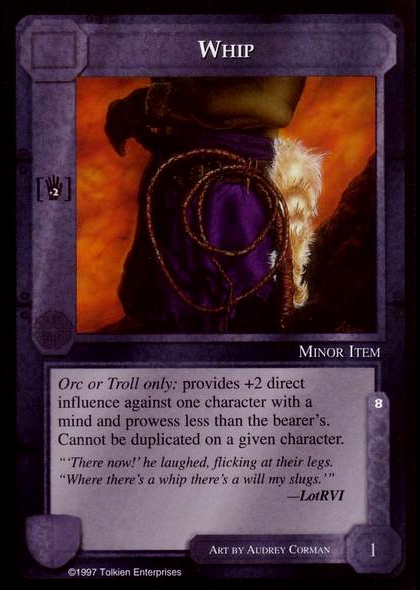 WHIP
[-2]
MINOR ITEM
Orc or Troll only: provides +2 direct
influence against one character with a
mind and prowess less than the bearer's.
Cannot be duplicated on a given character.
8
“‘There now!’ he laughed, flicking at their legs.
“Where there's a whip there's a will my slugs.’”
—LotRVI
ART BY AUDREY CORMAN
1
©1997 Tolkien Enterprises